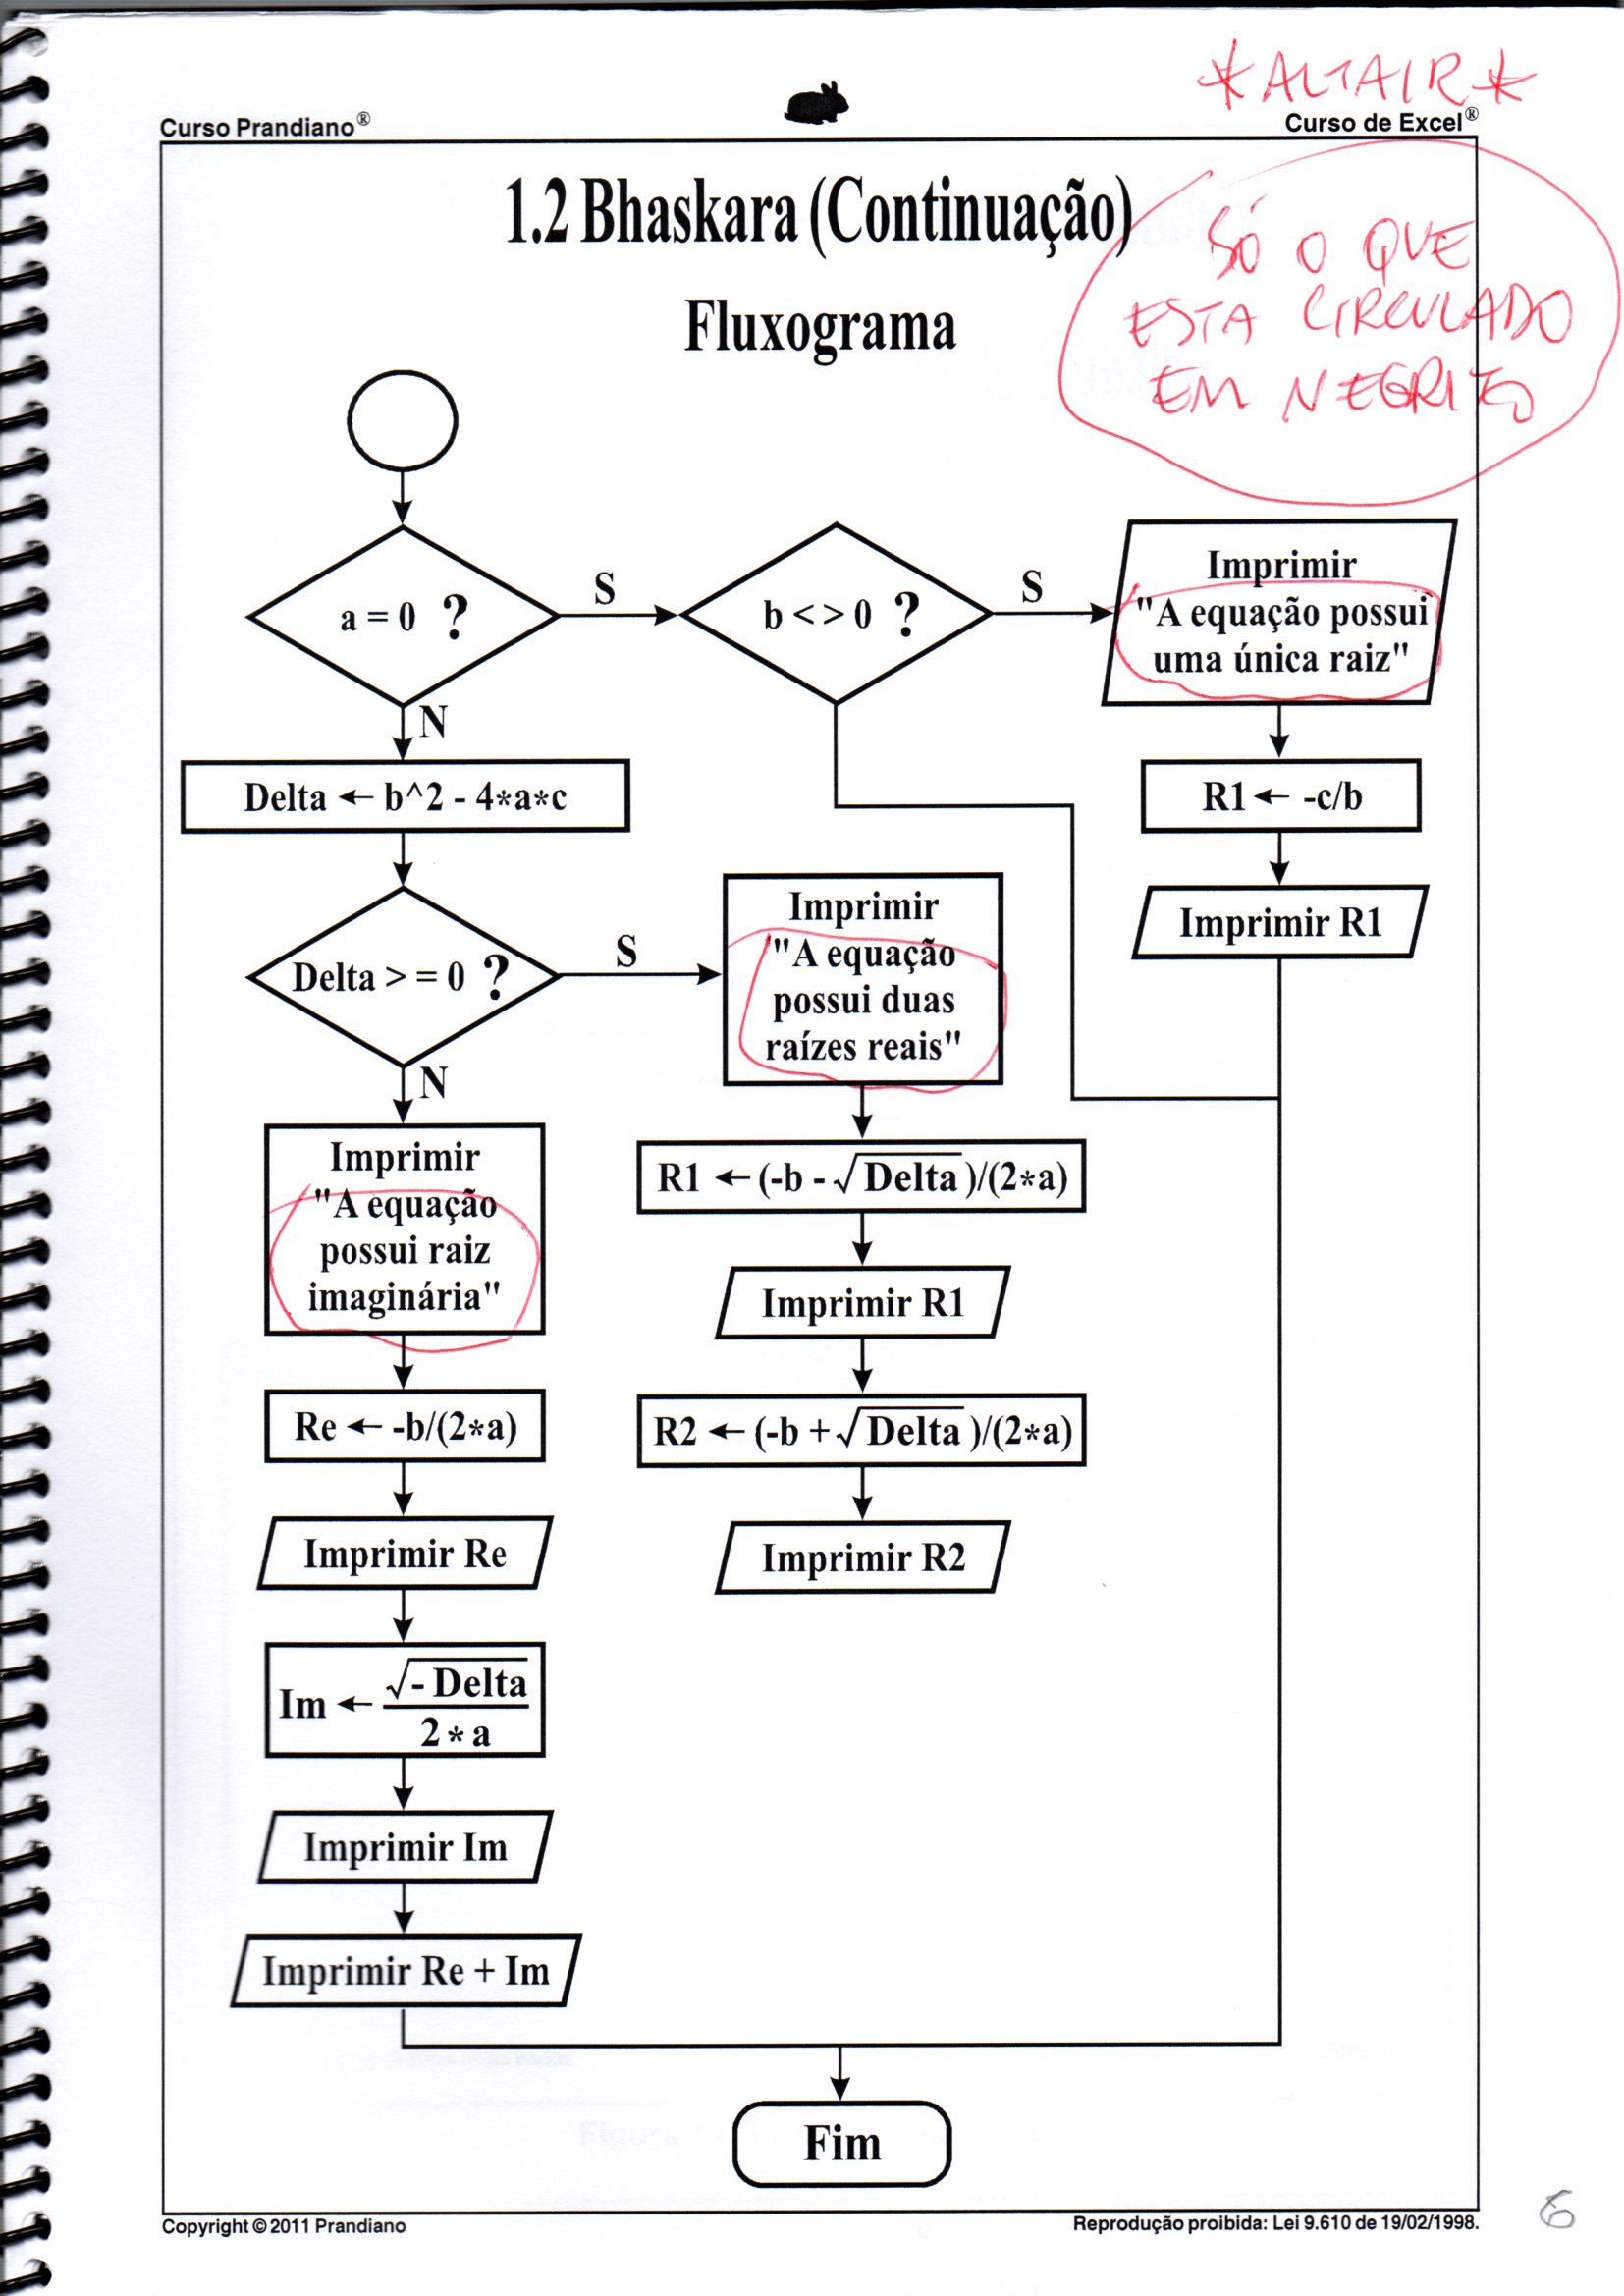 *ALTAIR*
Curso Prandiano®
Curso de Excel®
1.2 Bhaskara (Continuação)
Fluxograma
SÓ O QUE
ESTA CIRCULADO
EM NEGRITO
a = 0 ?
S
b < > 0 ?
S
Imprimir
"A equação possui
uma única raiz"
N
Delta ← b^2 - 4*a*c
R1 ← -c/b
Imprimir R1
Delta > = 0 ?
S
Imprimir
"A equação
possui duas
raízes reais"
N
Imprimir
"A equação
possui raiz
imaginária"
R1 ← (-b - √Delta )/(2*a)
Imprimir R1
Re ← -b/(2*a)
R2 ← (-b + √Delta )/(2*a)
Imprimir Re
Imprimir R2
Im ← √- Delta
2 * a
Imprimir Im
Imprimir Re + Im
Fim
Copyright © 2011 Prandiano
Reprodução proibida: Lei 9.610 de 19/02/1998.
6